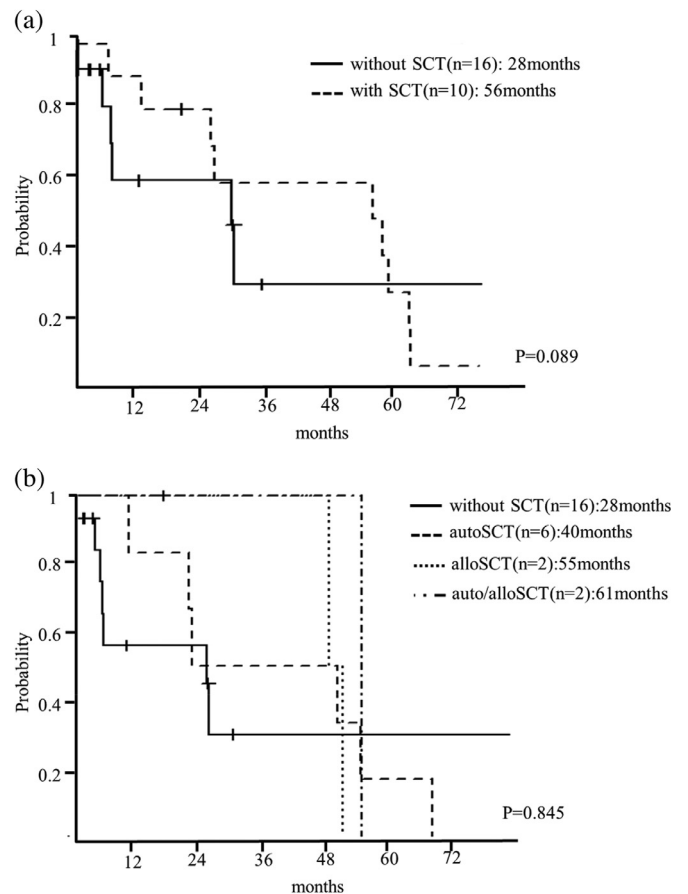 (a)
1
0.8
0.6
0.4
0.2
Probability
without SCT(n=16): 28months
with SCT(n=10): 56months
P=0.089
12 24 36 48 60 72
months
(b)
1
0.8
0.6
0.4
0.2
Probability
without SCT(n=16):28months
autoSCT(n=6):40months
alloSCT(n=2):55months
auto/alloSCT(n=2):61months
P=0.845
12 24 36 48 60 72
months